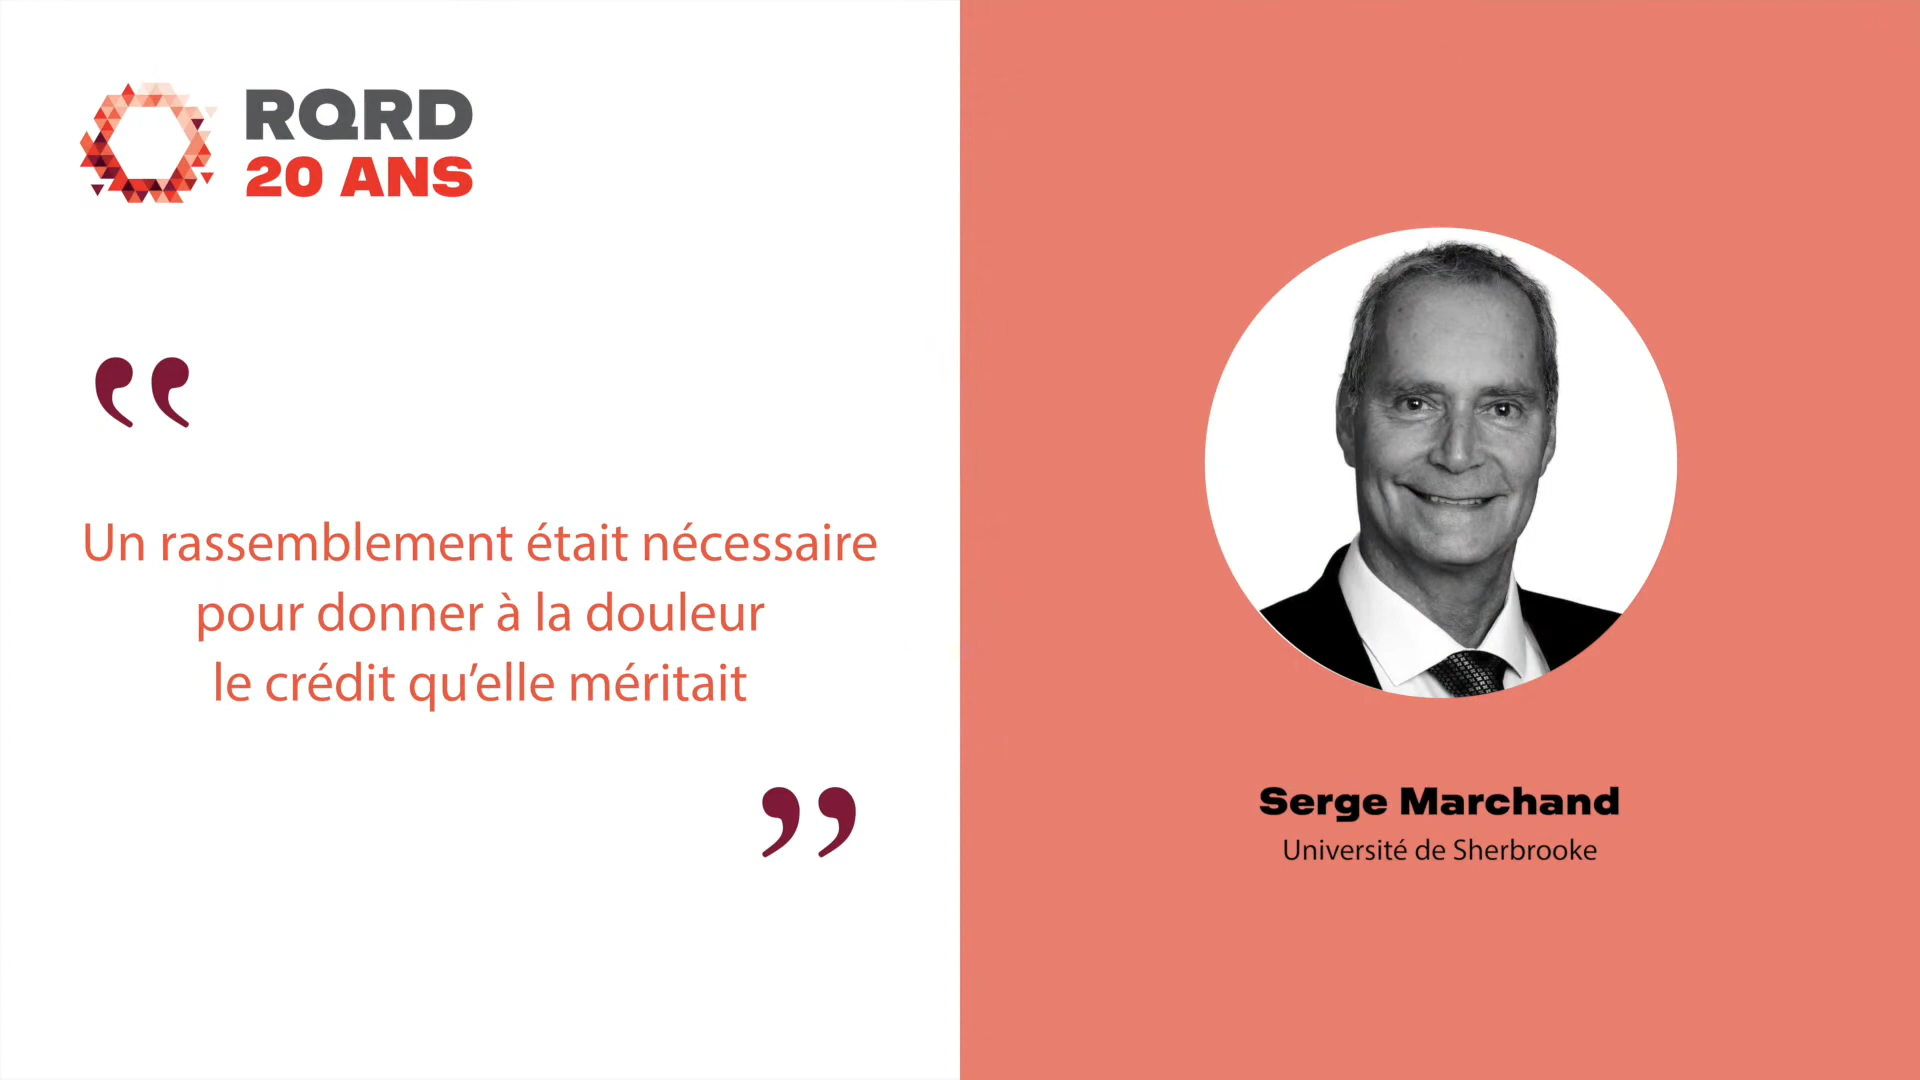 RQRD
20 ANS
“
Un rassemblement était nécessaire
pour donner à la douleur
le crédit qu’elle méritait
”
Serge Marchand
Université de Sherbrooke